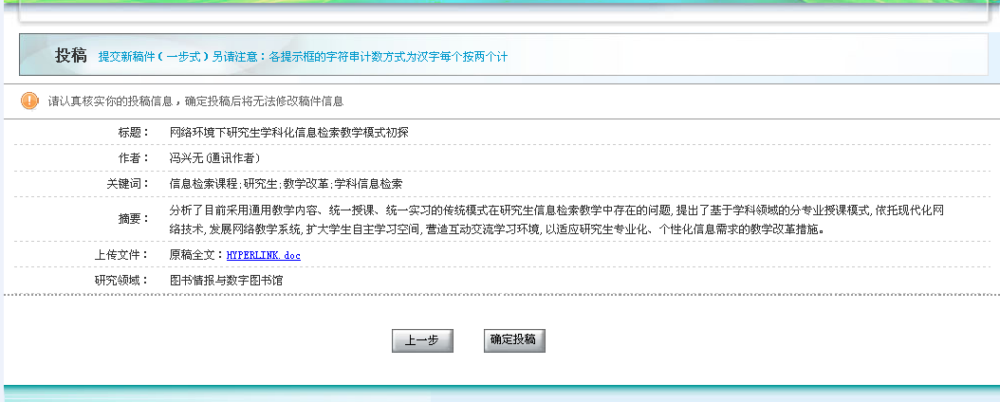 投稿 提交新稿件(一步式)另请注意:各提示框的字符串计数方式为汉字每个按两个计
请认真核实你的投稿信息,确定投稿后将无法修改稿件信息
标题: 网络环境下研究生学科化信息检索教学模式初探
作者: 冯兴无(通讯作者)
关键词: 信息检索课程;研究生;教学改革;学科信息检索
摘要: 分析了目前采用通用教学内容、统一授课、统一实习的传统模式在研究生信息检索教学中存在的问题,提出了基于学科领域的分专业授课模式,依托现代化网
络技术,发展网络教学系统,扩大学生自主学习空间,营造互动交流学习环境,以适应研究生专业化、个性化信息需求的教学改革措施。
上传文件: 原稿全文:HYPERLINK.doc
研究领域: 图书情报与数字图书馆
上一步 确定投稿